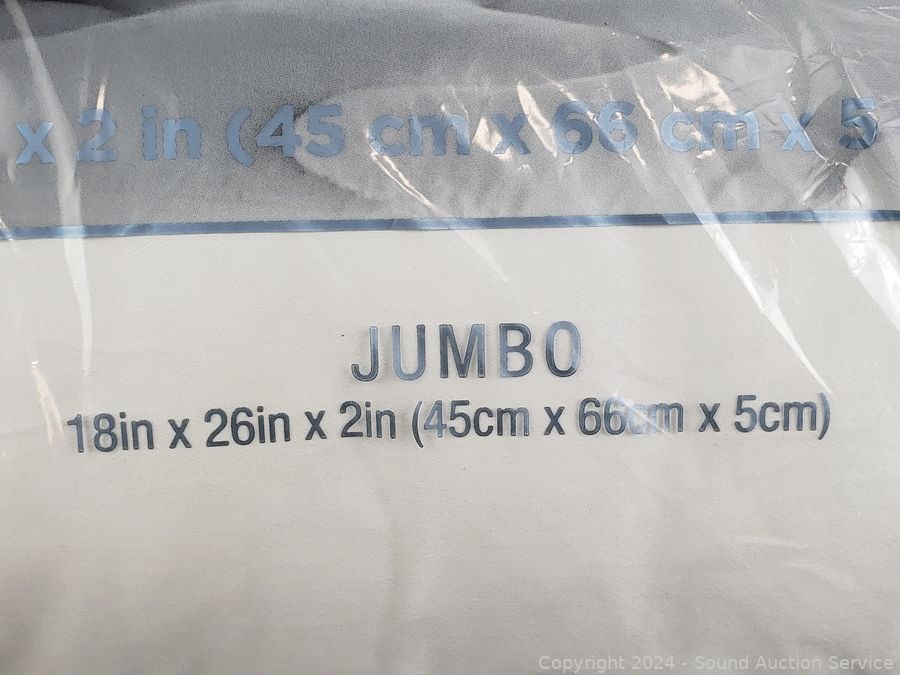 x 2 in (45 cm x 66 cm x 5
JUMBO
18in x 26in x 2in (45cm x 66cm x 5cm)
Copyright 2024 - Sound Auction Service